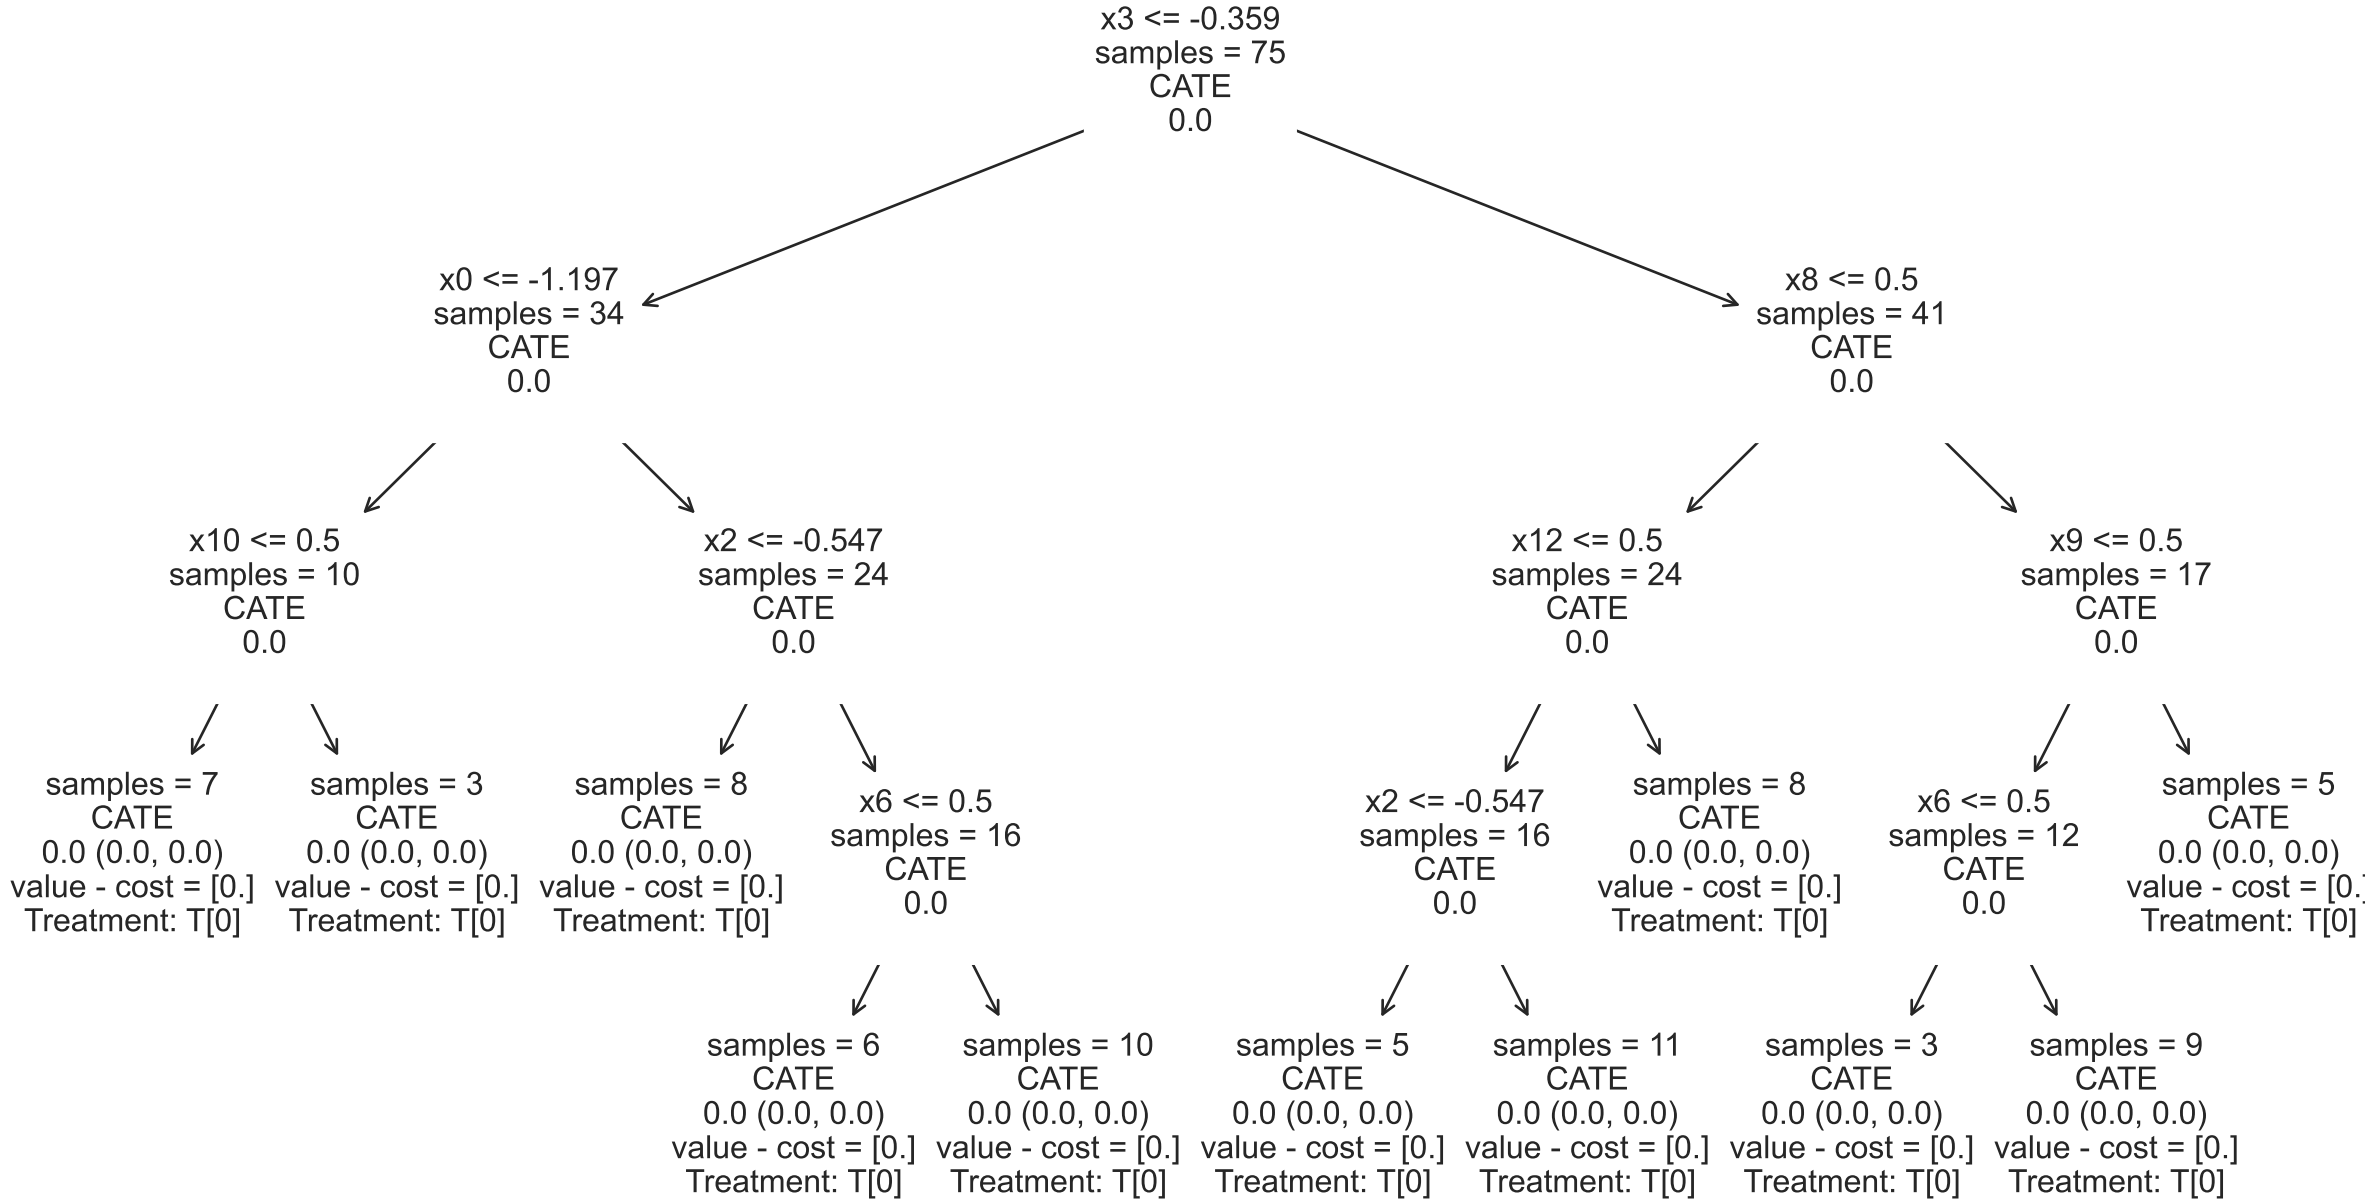 x3 <= -0.359
samples = 75
CATE
0.0
x0 <= -1.197
samples = 34
CATE
0.0
x8 <= 0.5
samples = 41
CATE
0.0
x10 <= 0.5
samples = 10
CATE
0.0
x2 <= -0.547
samples = 24
CATE
0.0
x12 <= 0.5
samples = 24
CATE
0.0
x9 <= 0.5
samples = 17
CATE
0.0
samples = 7
CATE
0.0 (0.0, 0.0)
value - cost = [0.]
Treatment: T[0]
samples = 3
CATE
0.0 (0.0, 0.0)
value - cost = [0.]
Treatment: T[0]
samples = 8
CATE
0.0 (0.0, 0.0)
value - cost = [0.]
Treatment: T[0]
x6 <= 0.5
samples = 16
CATE
0.0
x2 <= -0.547
samples = 16
CATE
0.0
samples = 8
CATE
0.0 (0.0, 0.0)
value - cost = [0.]
Treatment: T[0]
x6 <= 0.5
samples = 12
CATE
0.0
samples = 5
CATE
0.0 (0.0, 0.0)
value - cost = [0.]
Treatment: T[0]
samples = 6
CATE
0.0 (0.0, 0.0)
value - cost = [0.]
Treatment: T[0]
samples = 10
CATE
0.0 (0.0, 0.0)
value - cost = [0.]
Treatment: T[0]
samples = 5
CATE
0.0 (0.0, 0.0)
value - cost = [0.]
Treatment: T[0]
samples = 11
CATE
0.0 (0.0, 0.0)
value - cost = [0.]
Treatment: T[0]
samples = 3
CATE
0.0 (0.0, 0.0)
value - cost = [0.]
Treatment: T[0]
samples = 9
CATE
0.0 (0.0, 0.0)
value - cost = [0.]
Treatment: T[0]